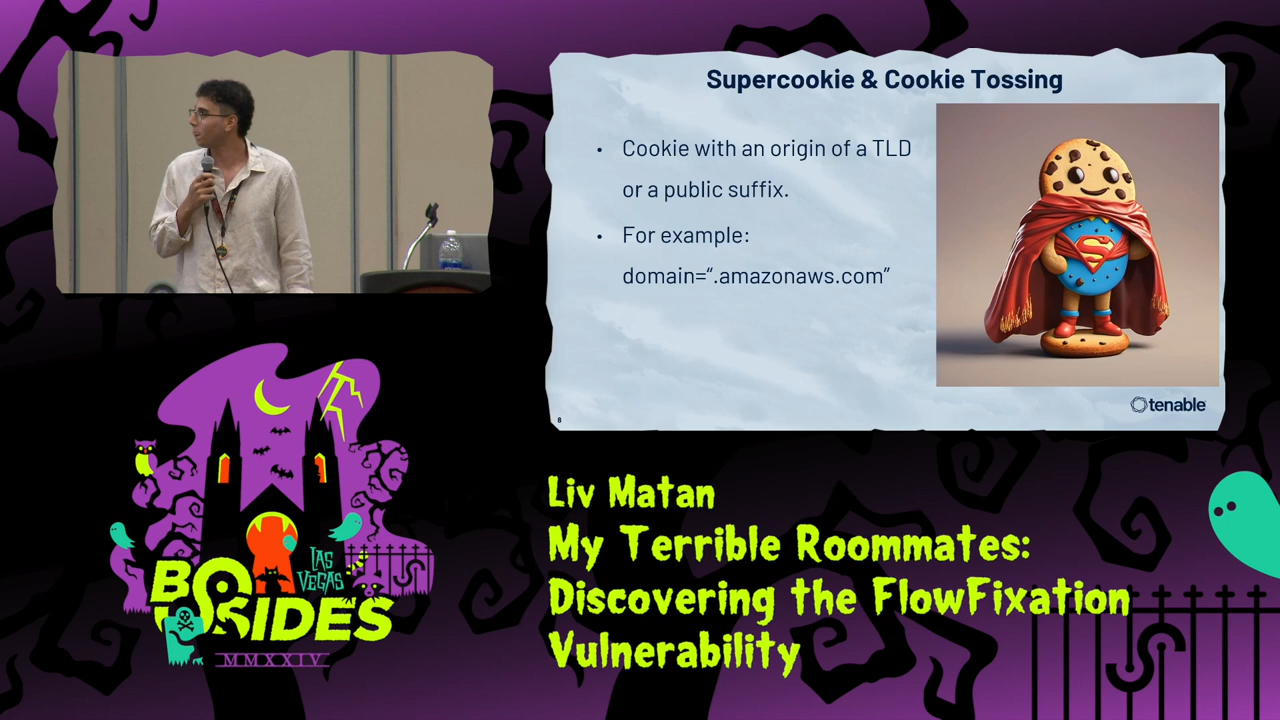 Supercookie & Cookie Tossing
• Cookie with an origin of a TLD
or a public suffix.
• For example:
domain=“.amazonaws.com”
tenable
8
BSIDES
LAS
VEGAS
MMXXIV
Liv Matan
My Terrible Roommates:
Discovering the FlowFixation
Vulnerability